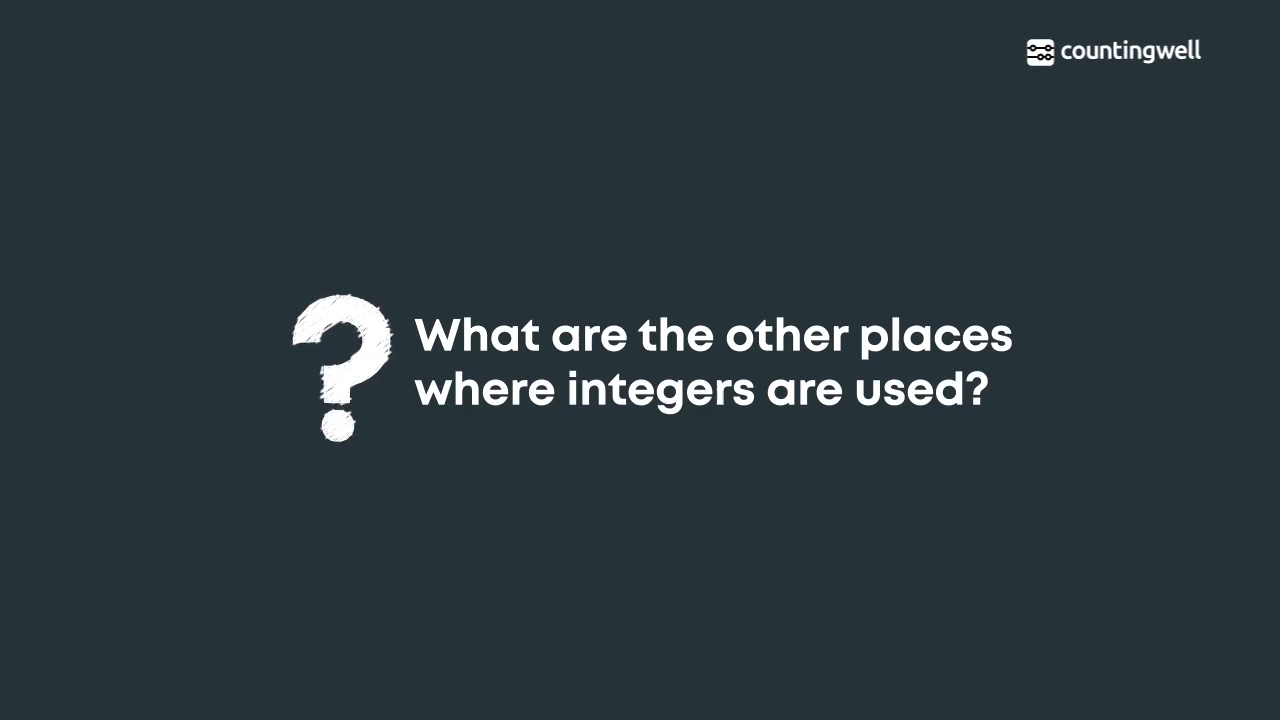 countingwell
What are the other places
where integers are used?